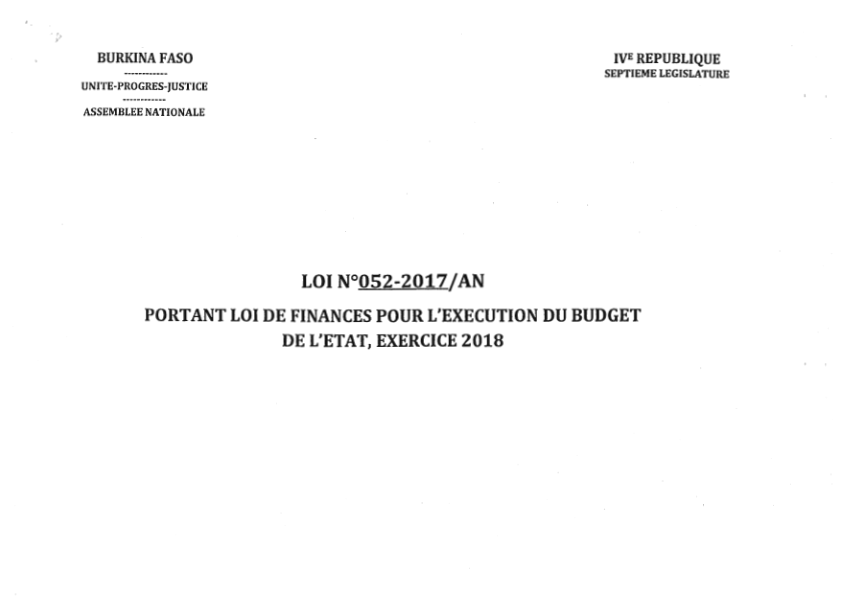 BURKINA FASO
------------
UNITE-PROGRES-JUSTICE
------------
ASSEMBLEE NATIONALE
IVE REPUBLIQUE
SEPTIEME LEGISLATURE
LOI N°052-2017/AN
PORTANT LOI DE FINANCES POUR L'EXECUTION DU BUDGET
DE L'ETAT, EXERCICE 2018